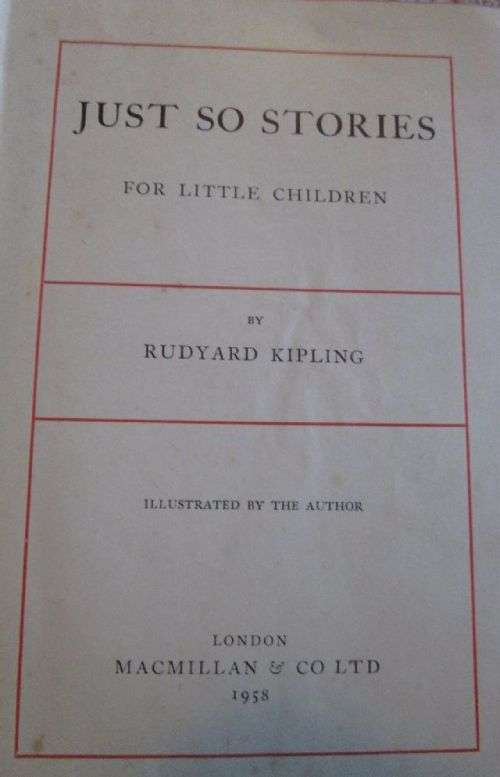 JUST SO STORIES
FOR LITTLE CHILDREN
BY
RUDYARD KIPLING
ILLUSTRATED BY THE AUTHOR
LONDON
MACMILLAN & CO LTD
1958